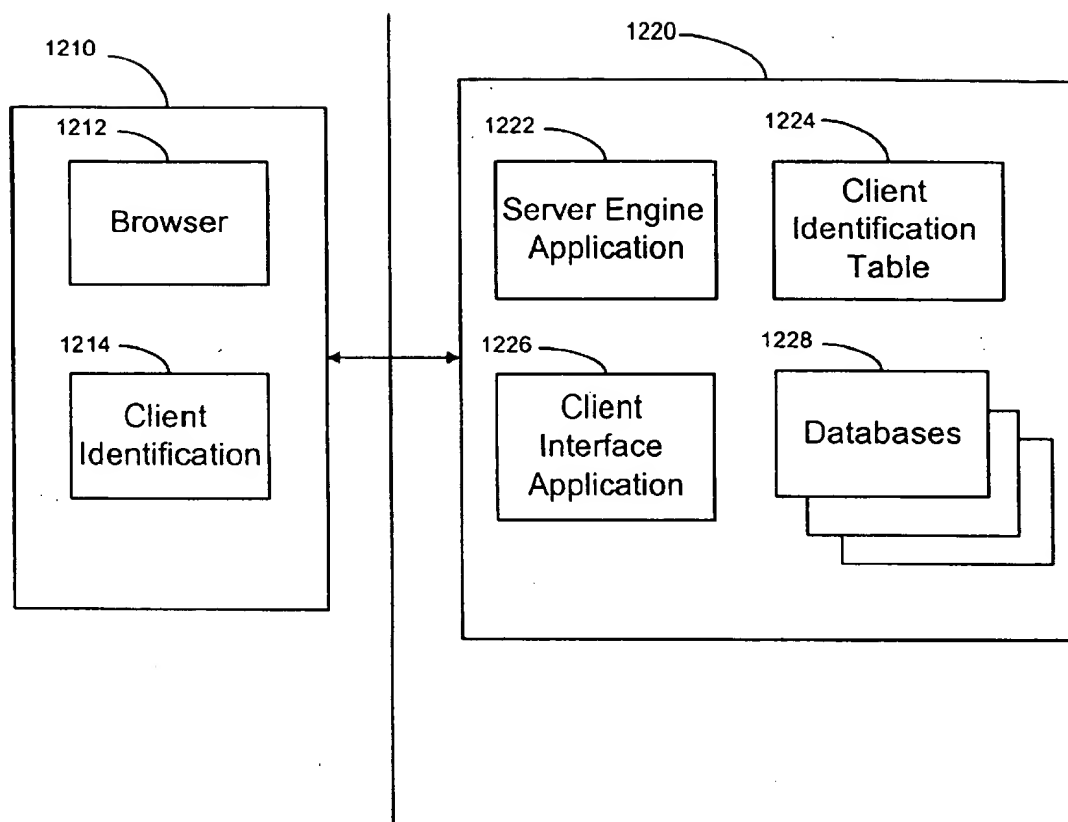 1210
1212
Browser
1214
Client
Identification
1220
1222
Server Engine
Application
1224
Client
Identification
Table
1226
Client
Interface
Application
1228
Databases